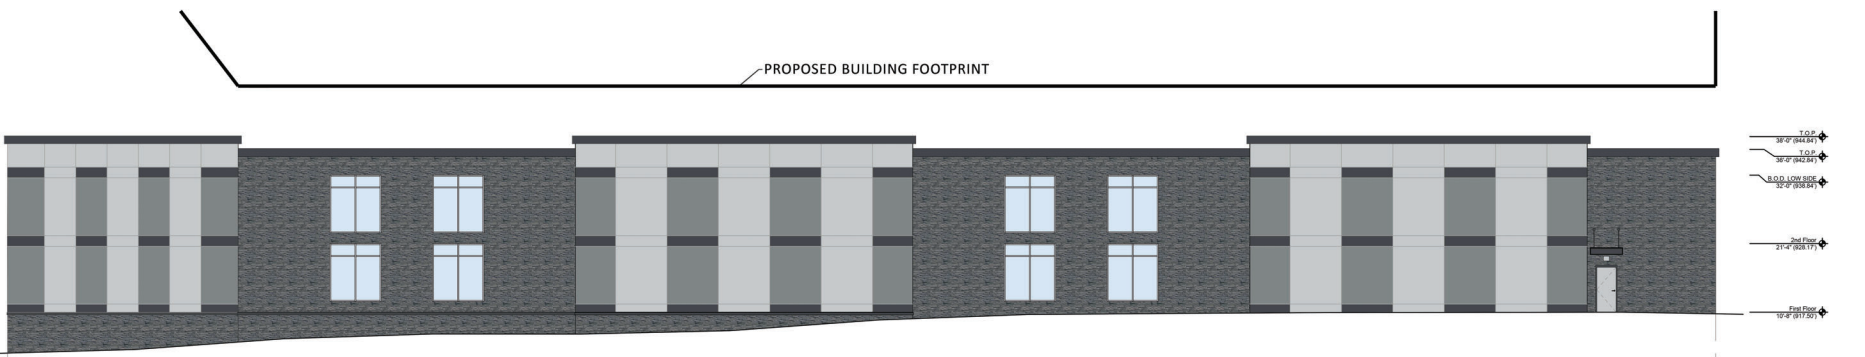 PROPOSED BUILDING FOOTPRINT
T.O.P.
38'-0" (944.84')
T.O.P.
36'-0" (942.84')
B.O.D. LOW SIDE
32'-0" (938.84')
2nd Floor
21'-4" (928.17')
First Floor
10'-8" (917.50')